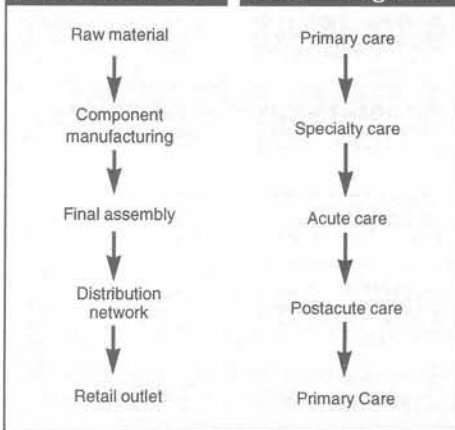 Raw material
Component
manufacturing
Final assembly
Distribution
network
Retail outlet
Primary care
Specialty care
Acute care
Postacute care
Primary Care